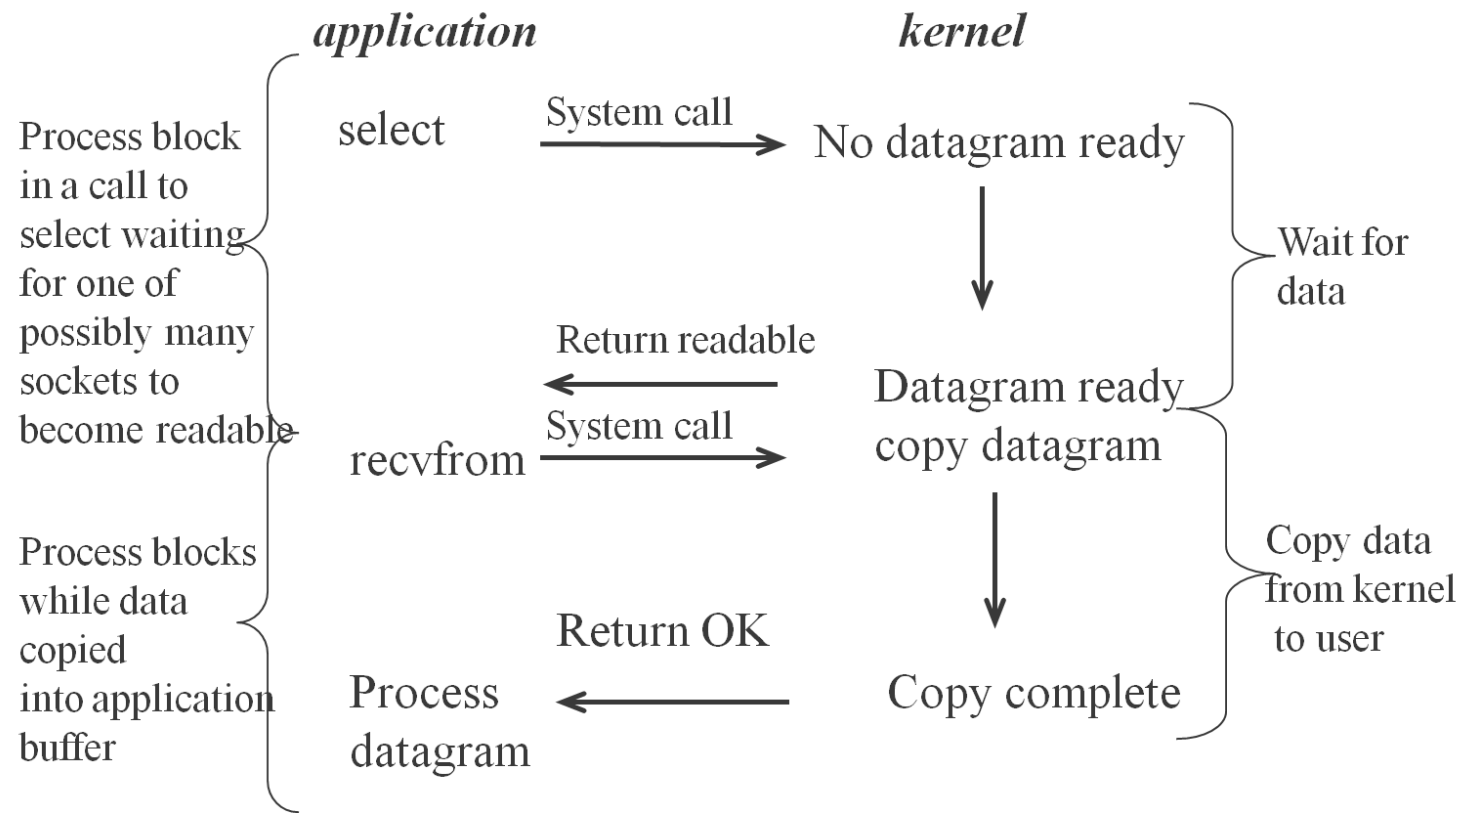 application
kernel
Process block
in a call to
select waiting
for one of
possibly many
sockets to
become readable
select
System call
No datagram ready
Wait for
data
Return readable
Datagram ready
System call
recvfrom
copy datagram
Process blocks
while data
copied
into application
buffer
Return OK
Copy data
from kernel
to user
Process
datagram
Copy complete